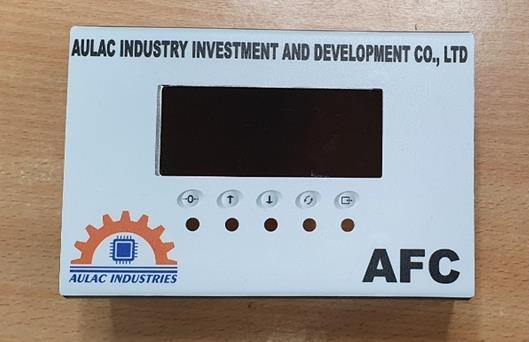 AULAC INDUSTRY INVESTMENT AND DEVELOPMENT CO., LTD
AULAC INDUSTRIES
AFC